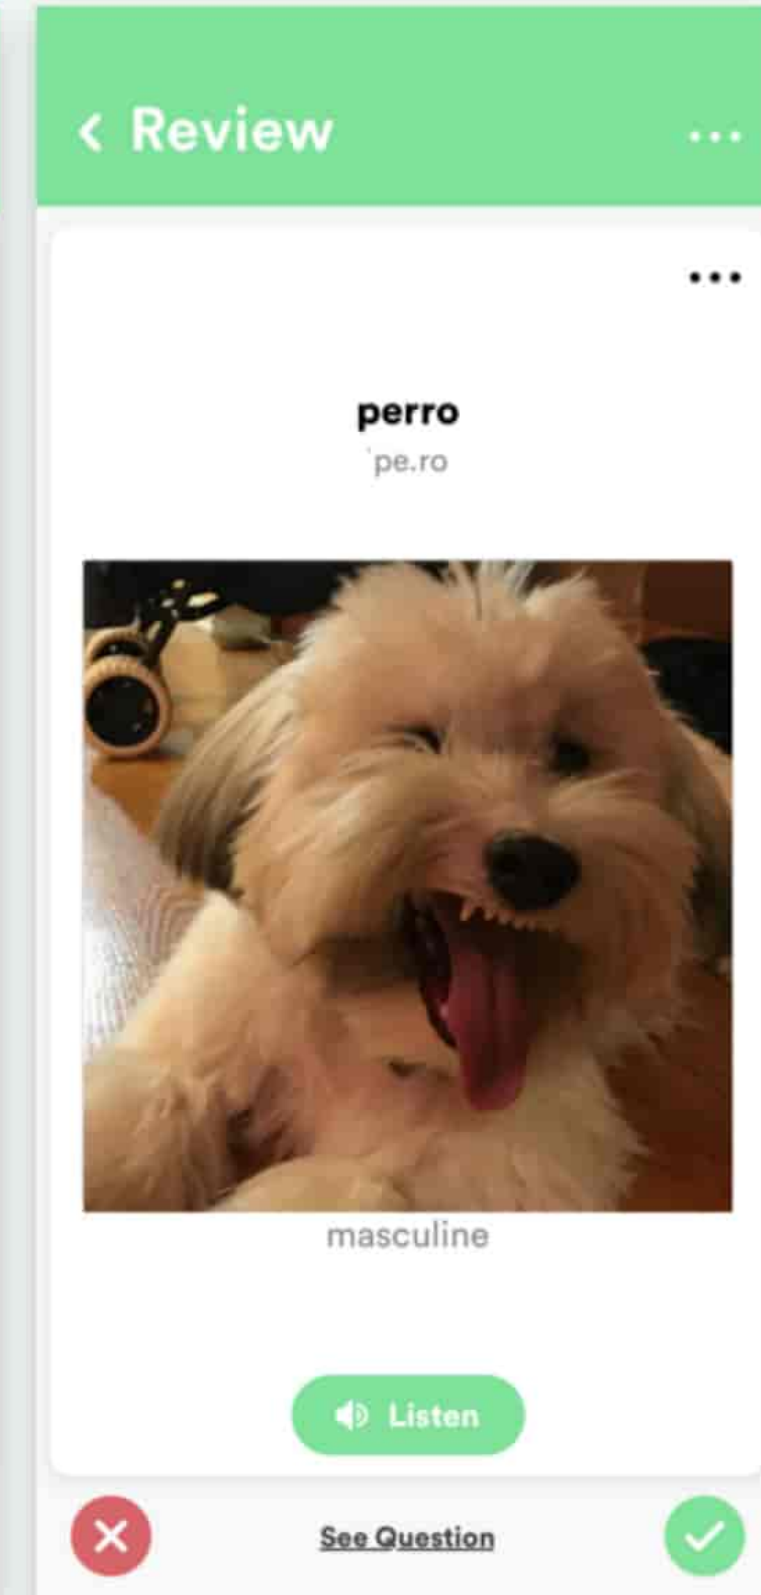 Review
perro
ˈpe.ro
masculine
Listen
See Question